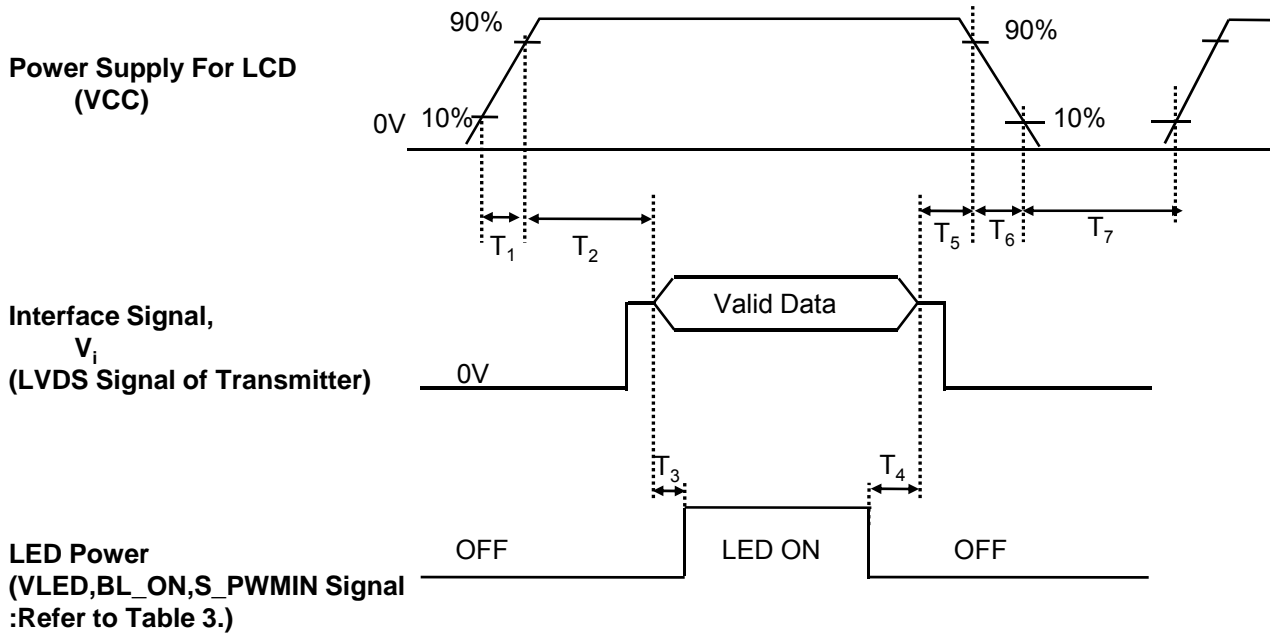 90%
90%
Power Supply For LCD
(VCC)
0V 10%
10%
T1
T2
T5
T6
T7
Valid Data
Interface Signal,
Vi
(LVDS Signal of Transmitter)
0V
T3
T4
OFF
LED ON
OFF
LED Power
(VLED,BL_ON,S_PWMIN Signal
:Refer to Table 3.)